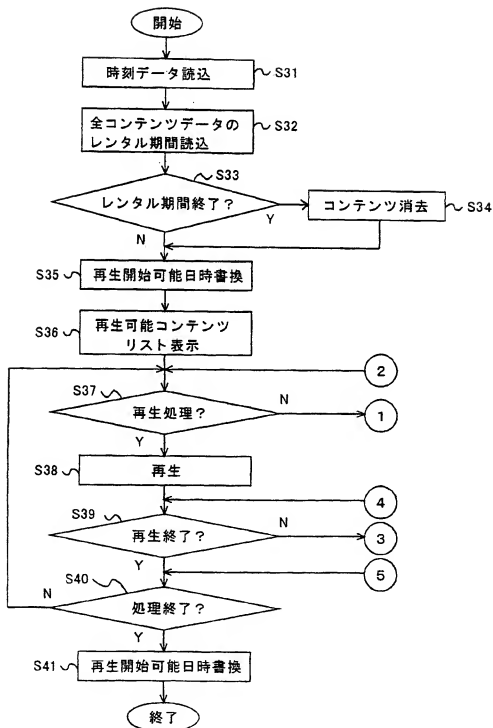 開始
時刻データ読込
S31
全コンテンツデータの
レンタル期間読込
S32
S33
レンタル期間終了？
Y
N
コンテンツ消去
S34
S35
再生開始可能日時書換
S36
再生可能コンテンツ
リスト表示
2
S37
再生処理？
N
1
Y
S38
再生
4
S39
再生終了？
N
3
Y
5
S40
N
処理終了？
Y
S41
再生開始可能日時書換
終了